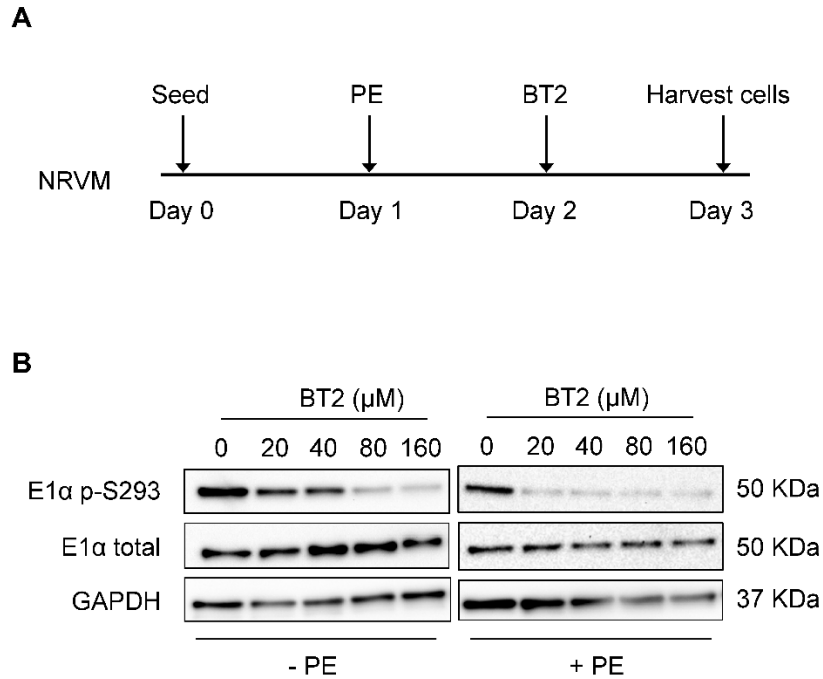 A
Seed PE BT2 Harvest cells
NRVM
Day 0 Day 1 Day 2 Day 3
B
BT2 (µM) BT2 (µM)
0 20 40 80 160 0 20 40 80 160
E1α p-S293 50 KDa
E1α total 50 KDa
GAPDH 37 KDa
- PE + PE